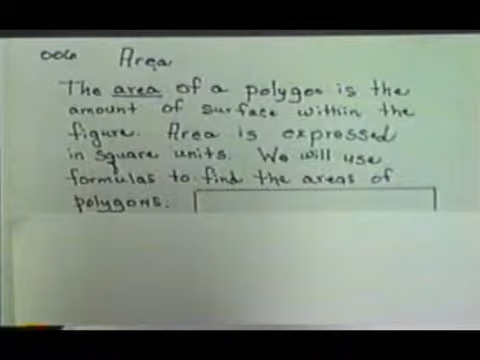 006 Area
The area of a polygon is the
amount of surface within the
figure. Area is expressed
in square units. We will use
formulas to find the areas of
polygons.